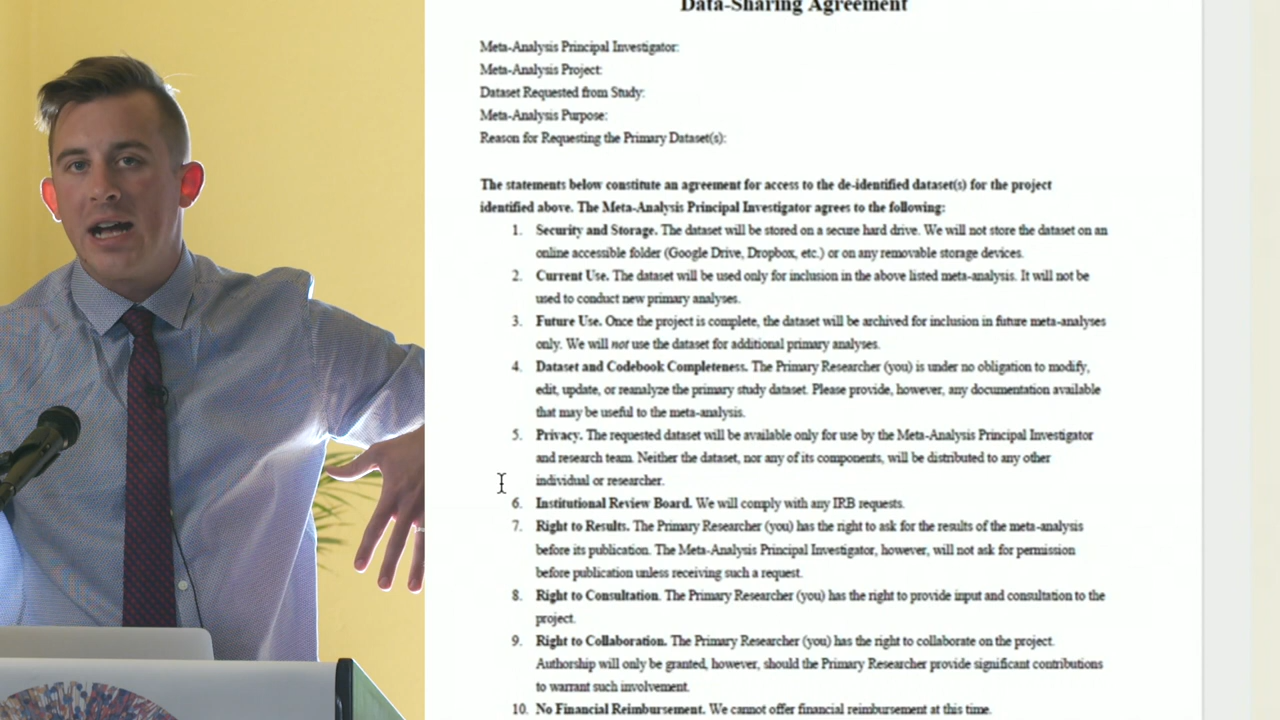 Data-Sharing Agreement
Meta-Analysis Principal Investigator:
Meta-Analysis Project:
Dataset Requested from Study:
Meta-Analysis Purpose:
Reason for Requesting the Primary Dataset(s):
The statements below constitute an agreement for access to the de-identified dataset(s) for the project
identified above. The Meta-Analysis Principal Investigator agrees to the following:
1. Security and Storage. The dataset will be stored on a secure hard drive. We will not store the dataset on an
online accessible folder (Google Drive, Dropbox, etc.) or on any removable storage devices.
2. Current Use. The dataset will be used only for inclusion in the above listed meta-analysis. It will not be
used to conduct new primary analyses.
3. Future Use. Once the project is complete, the dataset will be archived for inclusion in future meta-analyses
only. We will not use the dataset for additional primary analyses.
4. Dataset and Codebook Completeness. The Primary Researcher (you) is under no obligation to modify,
edit, update, or reanalyze the primary study dataset. Please provide, however, any documentation available
that may be useful to the meta-analysis.
5. Privacy. The requested dataset will be available only for use by the Meta-Analysis Principal Investigator
and research team. Neither the dataset, nor any of its components, will be distributed to any other
individual or researcher.
6. Institutional Review Board. We will comply with any IRB requests.
7. Right to Results. The Primary Researcher (you) has the right to ask for the results of the meta-analysis
before its publication. The Meta-Analysis Principal Investigator, however, will not ask for permission
before publication unless receiving such a request.
8. Right to Consultation. The Primary Researcher (you) has the right to provide input and consultation to the
project.
9. Right to Collaboration. The Primary Researcher (you) has the right to collaborate on the project.
Authorship will only be granted, however, should the Primary Researcher provide significant contributions
to warrant such involvement.
10. No Financial Reimbursement. We cannot offer financial reimbursement at this time.